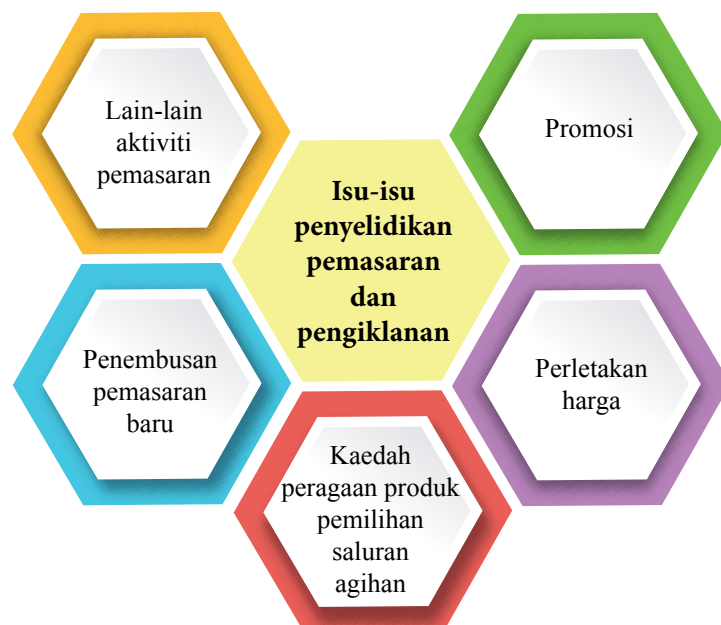 Isu-isu
penyelidikan
pemasaran
dan
pengiklanan
Promosi
Perletakan
harga
Kaedah
peragaan produk
pemilihan
saluran
agihan
Penembusan
pemasaran
baru
Lain-lain
aktiviti
pemasaran